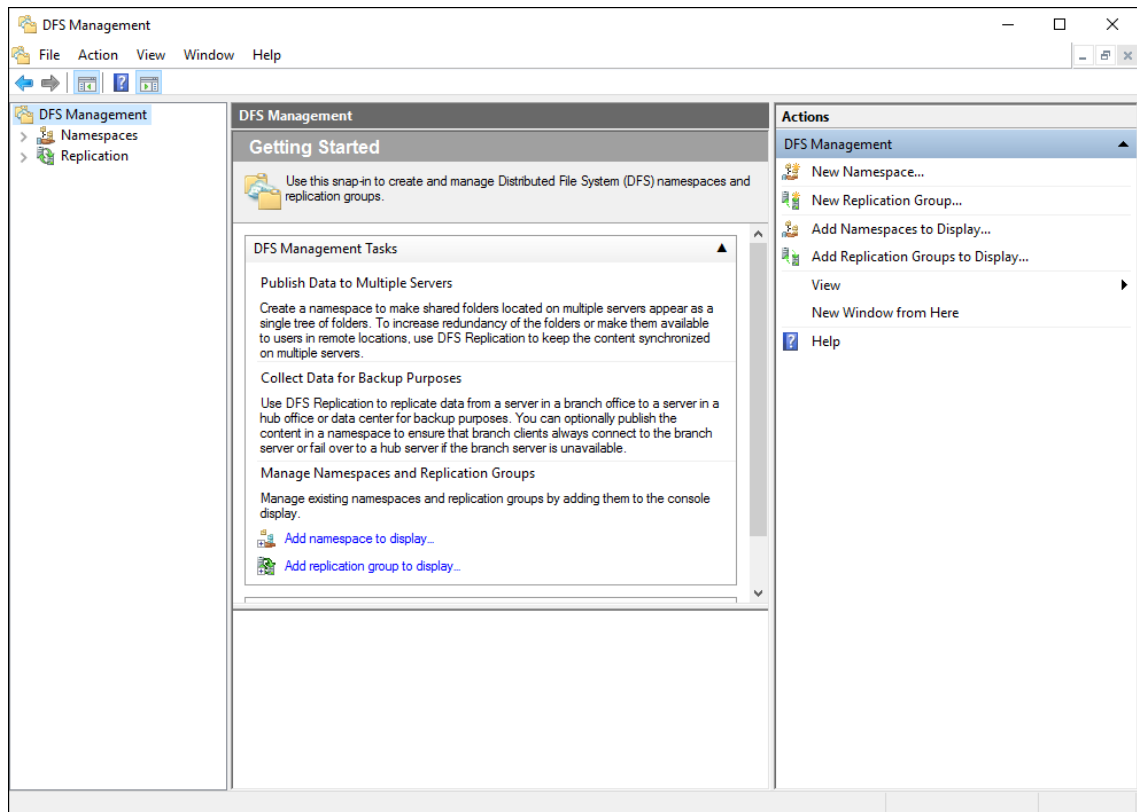 DFS Management
File Action View Window Help
DFS Management
Namespaces
Replication
DFS Management
Getting Started
Use this snap-in to create and manage Distributed File System (DFS) namespaces and
replication groups.
DFS Management Tasks
Publish Data to Multiple Servers
Create a namespace to make shared folders located on multiple servers appear as a
single tree of folders. To increase redundancy of the folders or make them available
to users in remote locations, use DFS Replication to keep the content synchronized
on multiple servers.
Collect Data for Backup Purposes
Use DFS Replication to replicate data from a server in a branch office to a server in a
hub office or data center for backup purposes. You can optionally publish the
content in a namespace to ensure that branch clients always connect to the branch
server or fail over to a hub server if the branch server is unavailable.
Manage Namespaces and Replication Groups
Manage existing namespaces and replication groups by adding them to the console
display.
Add namespace to display...
Add replication group to display...
Actions
DFS Management
New Namespace...
New Replication Group...
Add Namespaces to Display...
Add Replication Groups to Display...
View
New Window from Here
Help